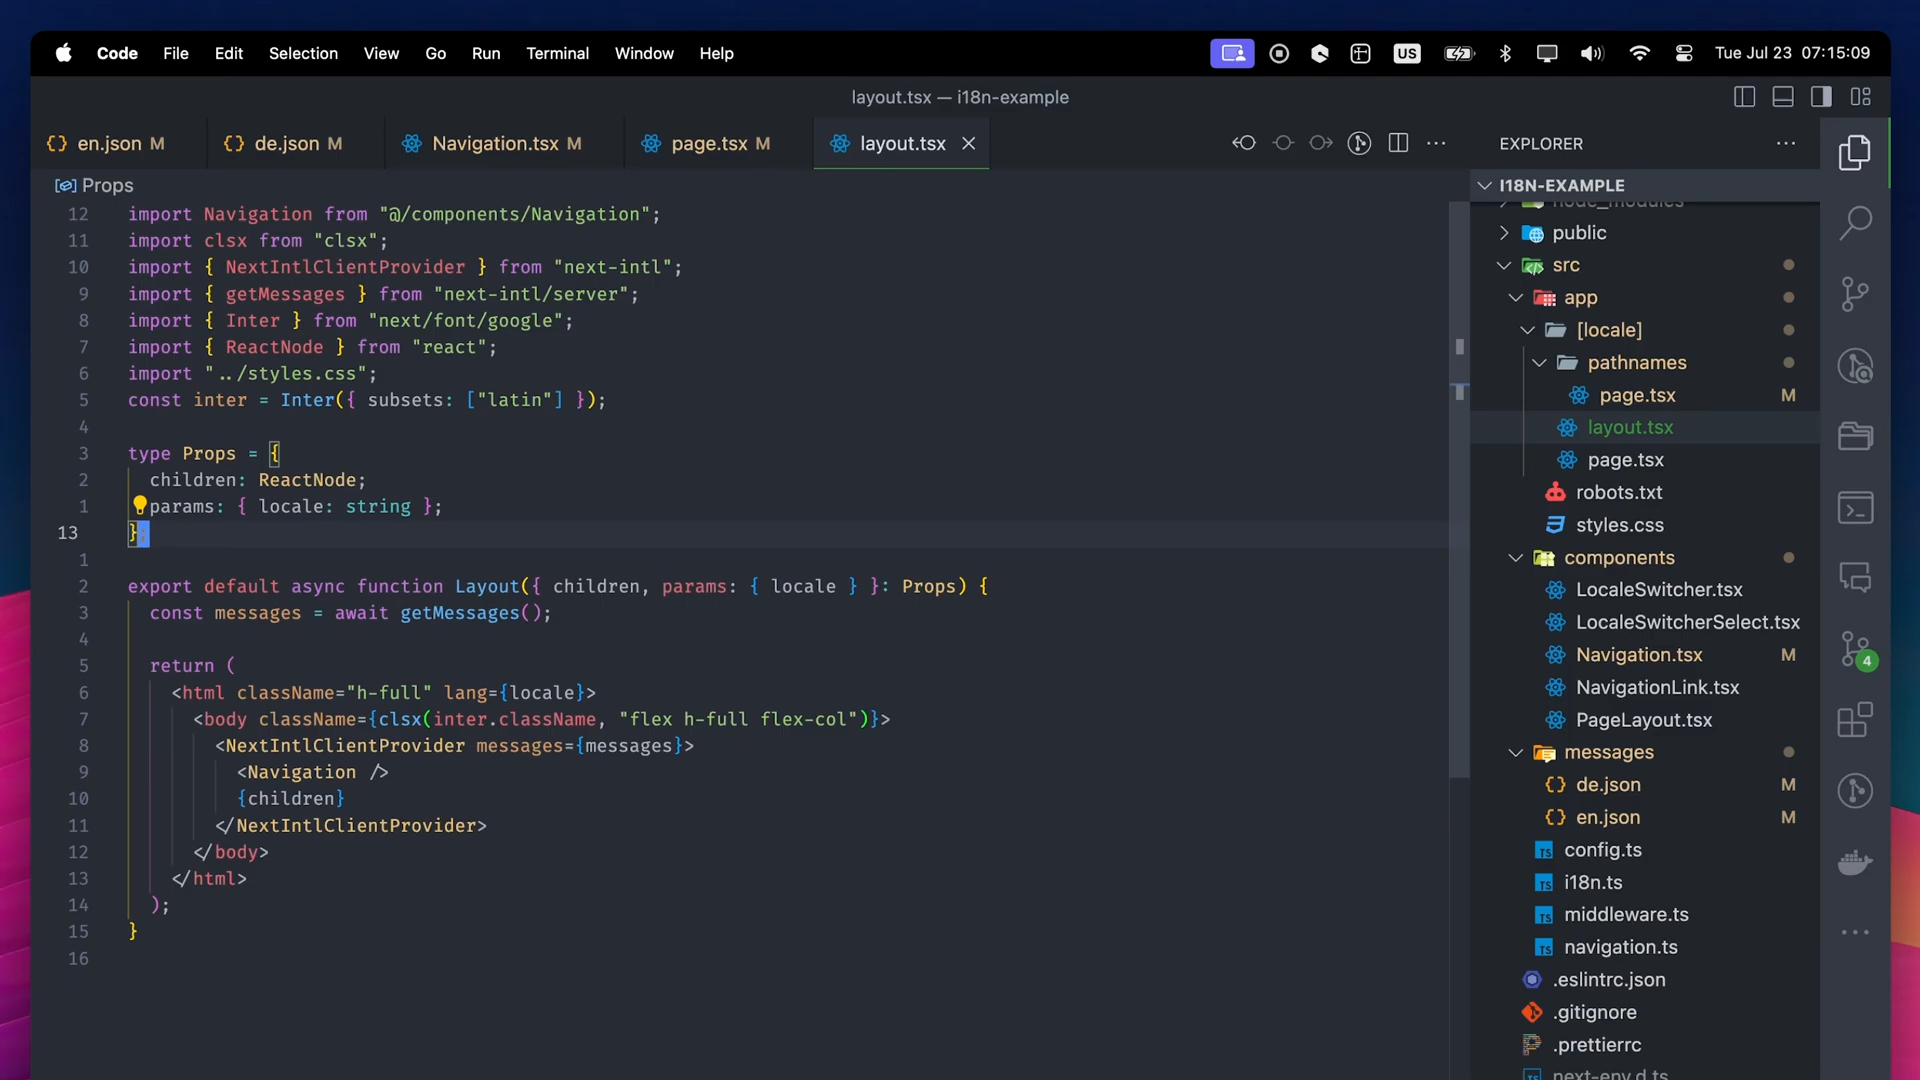 Code File Edit Selection View Go Run Terminal Window Help US Tue Jul 23 07:15:09
layout.tsx — i18n-example
en.json M de.json M Navigation.tsx M page.tsx M layout.tsx
Props
12 import Navigation from "@/components/Navigation";
11 import clsx from "clsx";
10 import { NextIntlClientProvider } from "next-intl";
9 import { getMessages } from "next-intl/server";
8 import { Inter } from "next/font/google";
7 import { ReactNode } from "react";
6 import "../styles.css";
5 const inter = Inter({ subsets: ["latin"] });
4
3 type Props = {
2 children: ReactNode;
1 params: { locale: string };
13 };
1
2 export default async function Layout({ children, params: { locale } }: Props) {
3 const messages = await getMessages();
4
5 return (
6 <html className="h-full" lang={locale}>
7 <body className={clsx(inter.className, "flex h-full flex-col")}>
8 <NextIntlClientProvider messages={messages}>
9 <Navigation />
10 {children}
11 </NextIntlClientProvider>
12 </body>
13 </html>
14 );
15 }
16
EXPLORER
I18N-EXAMPLE
node_modules
public
src
app
[locale]
pathnames
page.tsx M
layout.tsx
page.tsx
robots.txt
styles.css
components
LocaleSwitcher.tsx
LocaleSwitcherSelect.tsx
Navigation.tsx M
NavigationLink.tsx
PageLayout.tsx
messages
de.json M
en.json M
TS config.ts
TS i18n.ts
TS middleware.ts
TS navigation.ts
.eslintrc.json
.gitignore
.prettierrc
next-env.d.ts
4